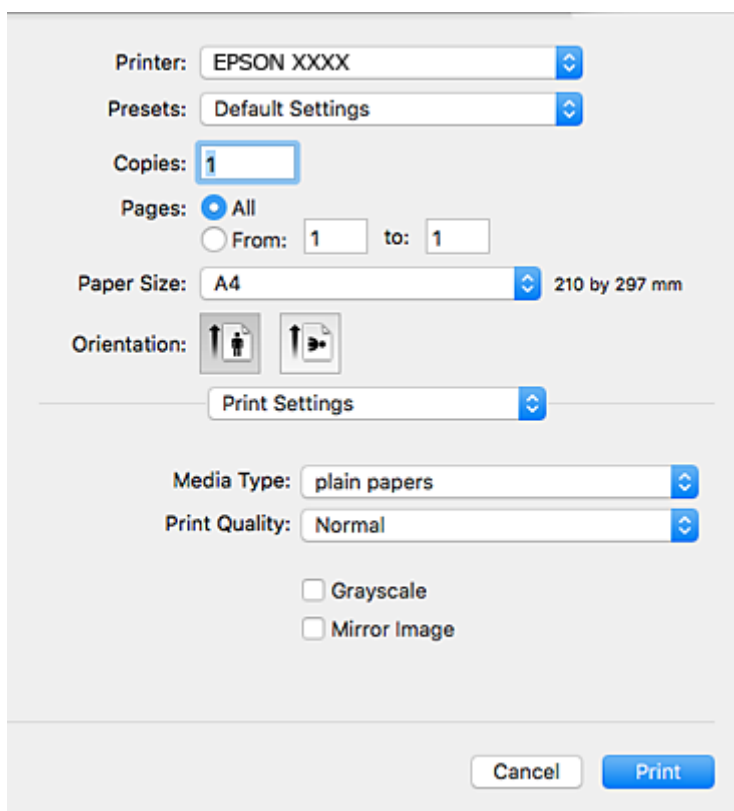 Printer: EPSON XXXX
Presets: Default Settings
Copies: 1
Pages: All
From: 1 to: 1
Paper Size: A4 210 by 297 mm
Orientation:
Print Settings
Media Type: plain papers
Print Quality: Normal
Grayscale
Mirror Image
Cancel Print